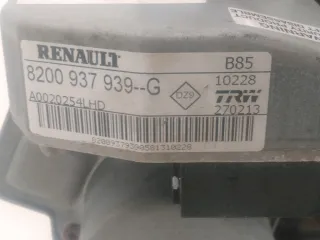 RENAULT B85
8200 937 939--G 10228
A0020254LHD DZ9 TRW
270213